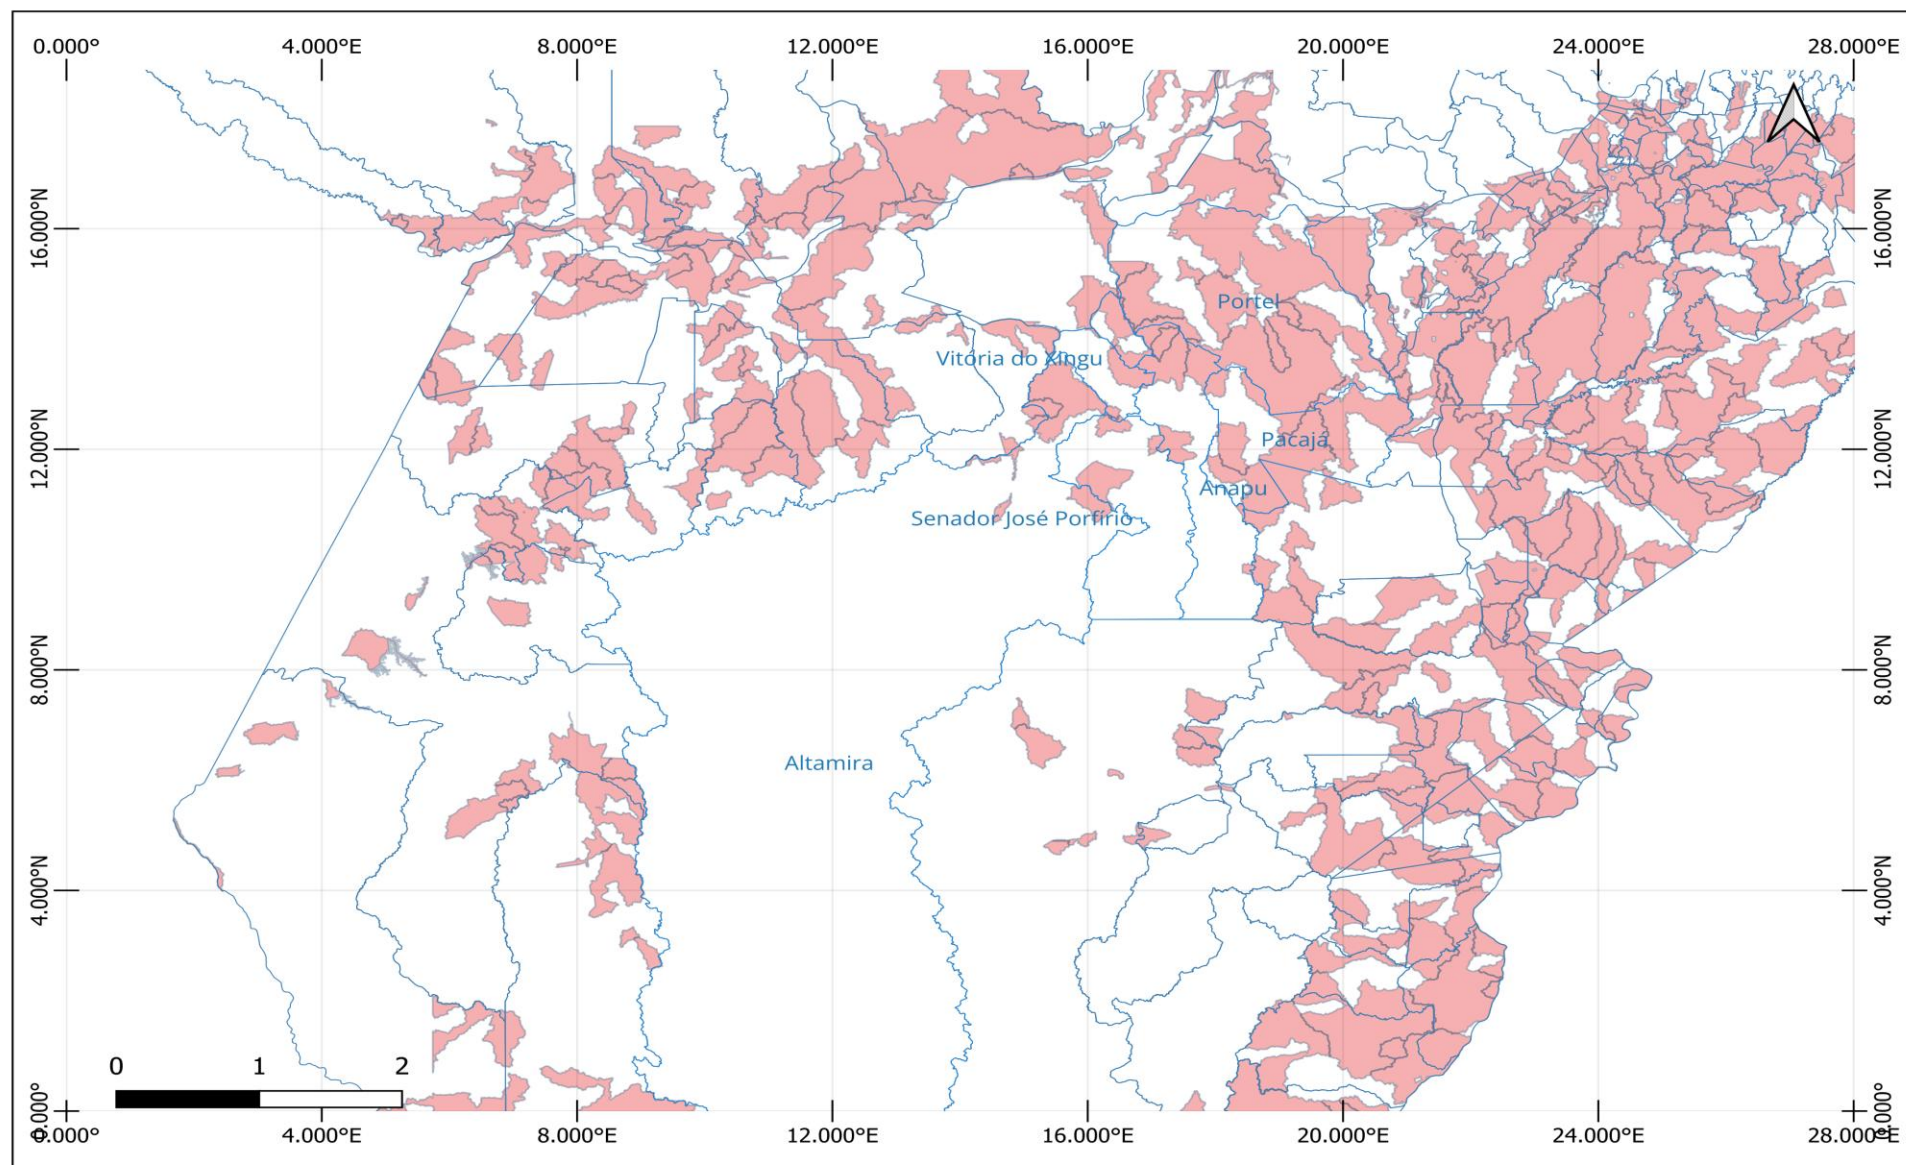 0.000° 4.000°E 8.000°E 12.000°E 16.000°E 20.000°E 24.000°E 28.000°E
16.000°N 16.000°N
Portel
Vitória do Xingu
12.000°N Pacajá 12.000°N
Anapu
Senador José Porfírio
8.000°N 8.000°N
Altamira
4.000°N 4.000°N
0 1 2
0.000° 0.000°
0.000° 4.000°E 8.000°E 12.000°E 16.000°E 20.000°E 24.000°E 28.000°E